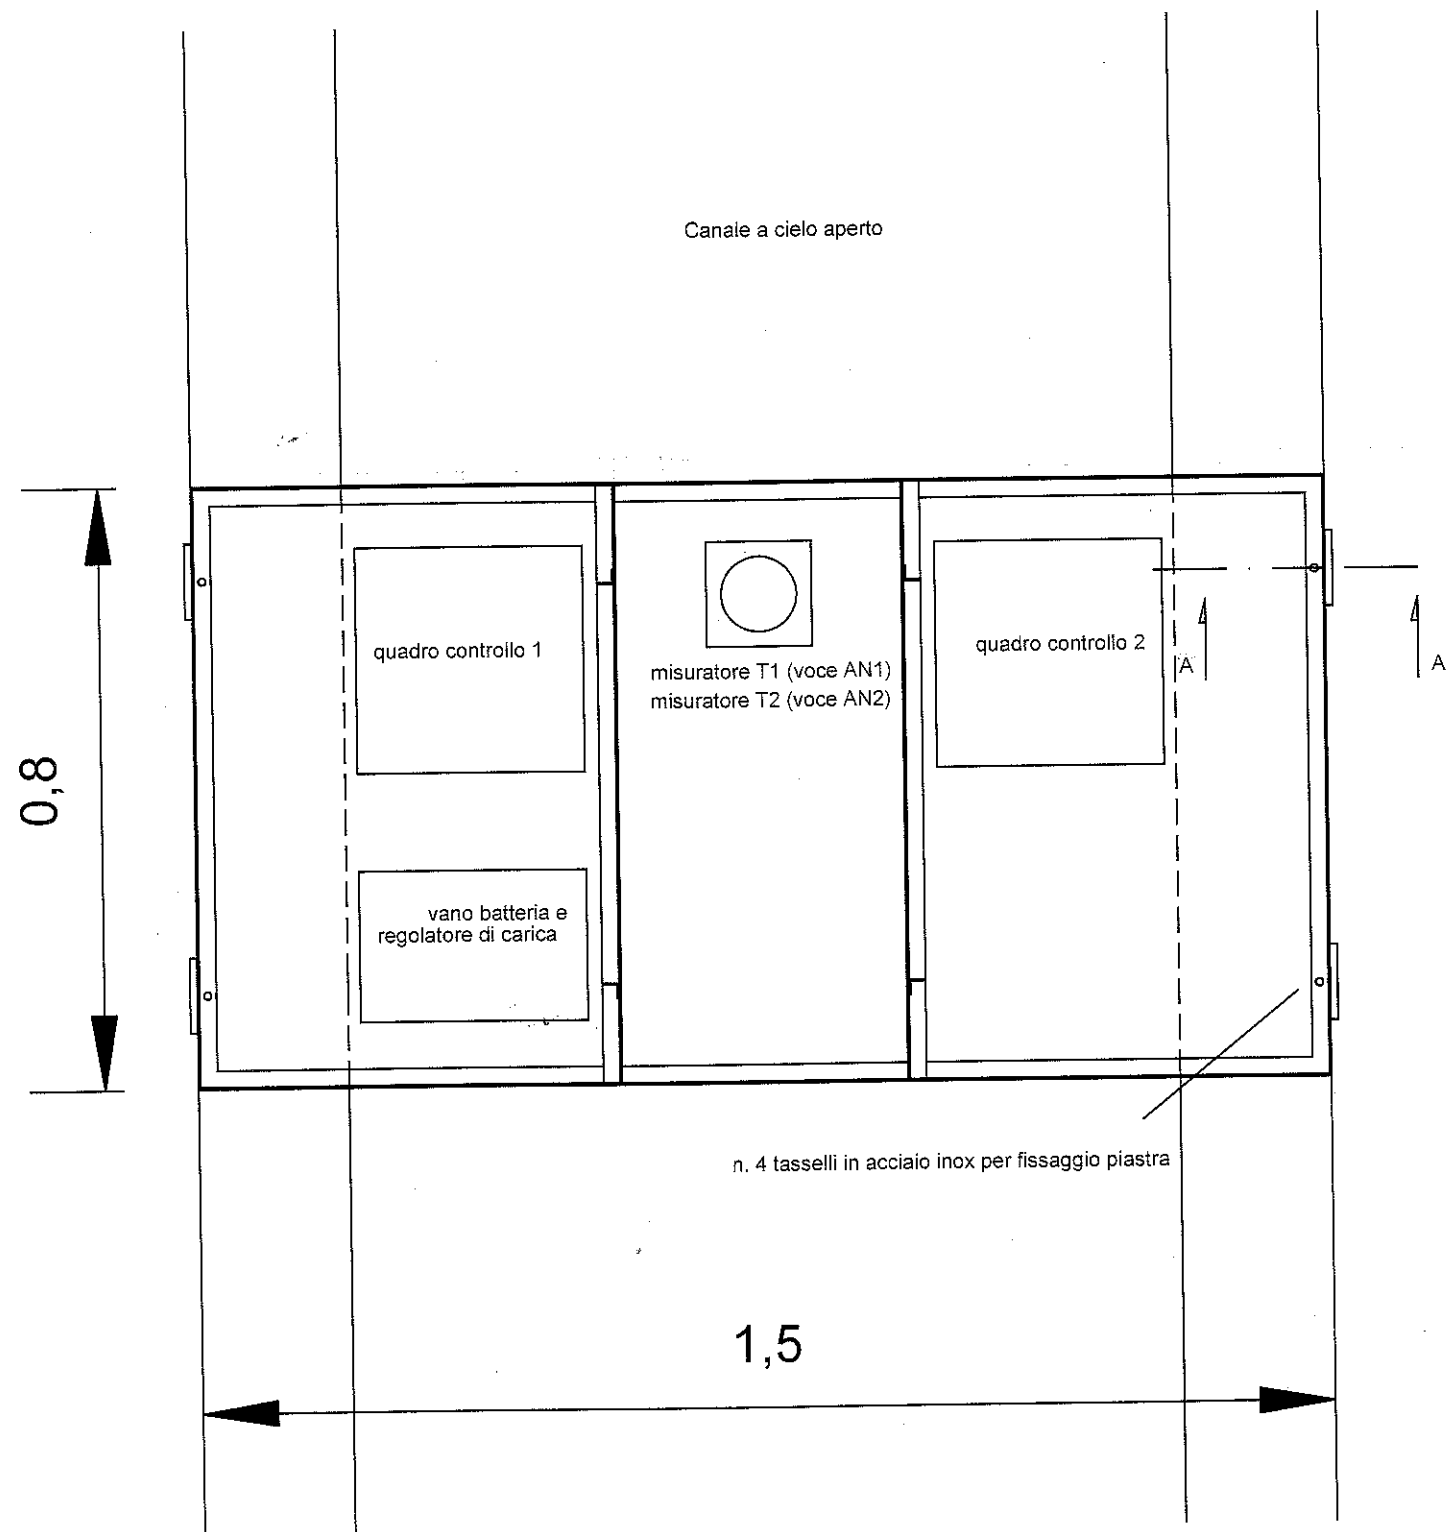 Canale a cielo aperto
quadro controllo 1
misuratore T1 (voce AN1)
misuratore T2 (voce AN2)
quadro controllo 2
A
A
0,8
vano batteria e
regolatore di carica
n. 4 tasselli in acciaio inox per fissaggio piastra
1,5